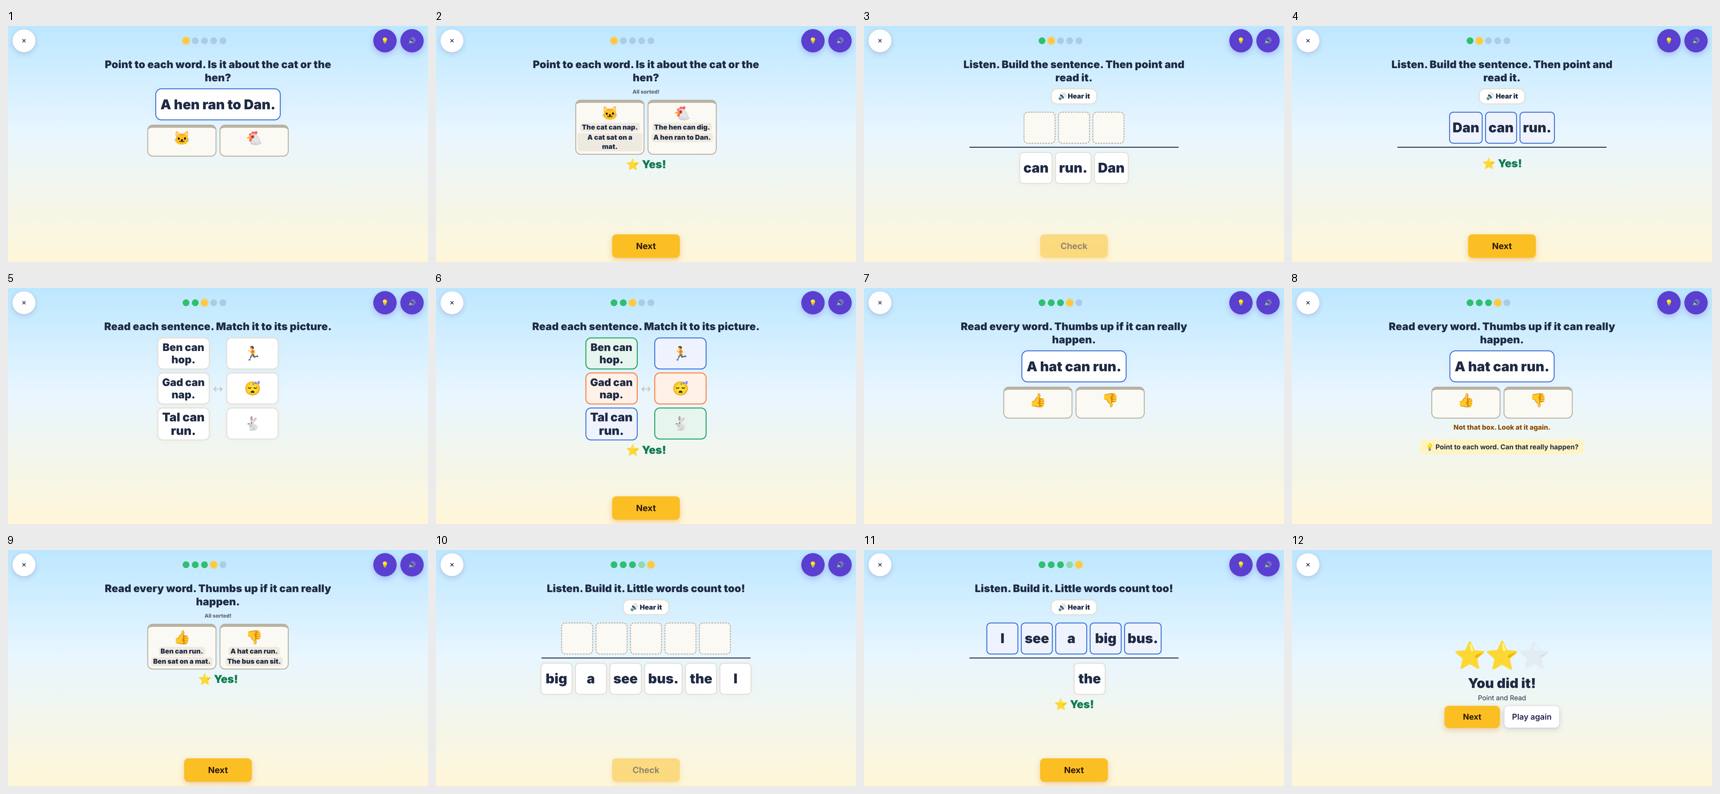 1
Point to each word. Is it about the cat or the
hen?
A hen ran to Dan.
2
Point to each word. Is it about the cat or the
hen?
All sorted!
The cat can nap.
A cat sat on a
mat.
The hen can dig.
A hen ran to Dan.
Yes!
Next
3
Listen. Build the sentence. Then point and
read it.
Hear it
can run. Dan
Check
4
Listen. Build the sentence. Then point and
read it.
Hear it
Dan can run.
Yes!
Next
5
Read each sentence. Match it to its picture.
Ben can
hop.
Gad can
nap.
Tal can
run.
6
Read each sentence. Match it to its picture.
Ben can
hop.
Gad can
nap.
Tal can
run.
Yes!
Next
7
Read every word. Thumbs up if it can really
happen.
A hat can run.
8
Read every word. Thumbs up if it can really
happen.
A hat can run.
Not that box. Look at it again.
Point to each word. Can that really happen?
9
Read every word. Thumbs up if it can really
happen.
All sorted!
Ben can run.
Ben sat on a mat.
A hat can run.
The bus can sit.
Yes!
Next
10
Listen. Build it. Little words count too!
Hear it
big a see bus. the I
Check
11
Listen. Build it. Little words count too!
Hear it
I see a big bus.
the
Yes!
Next
12
You did it!
Point and Read
Next Play again